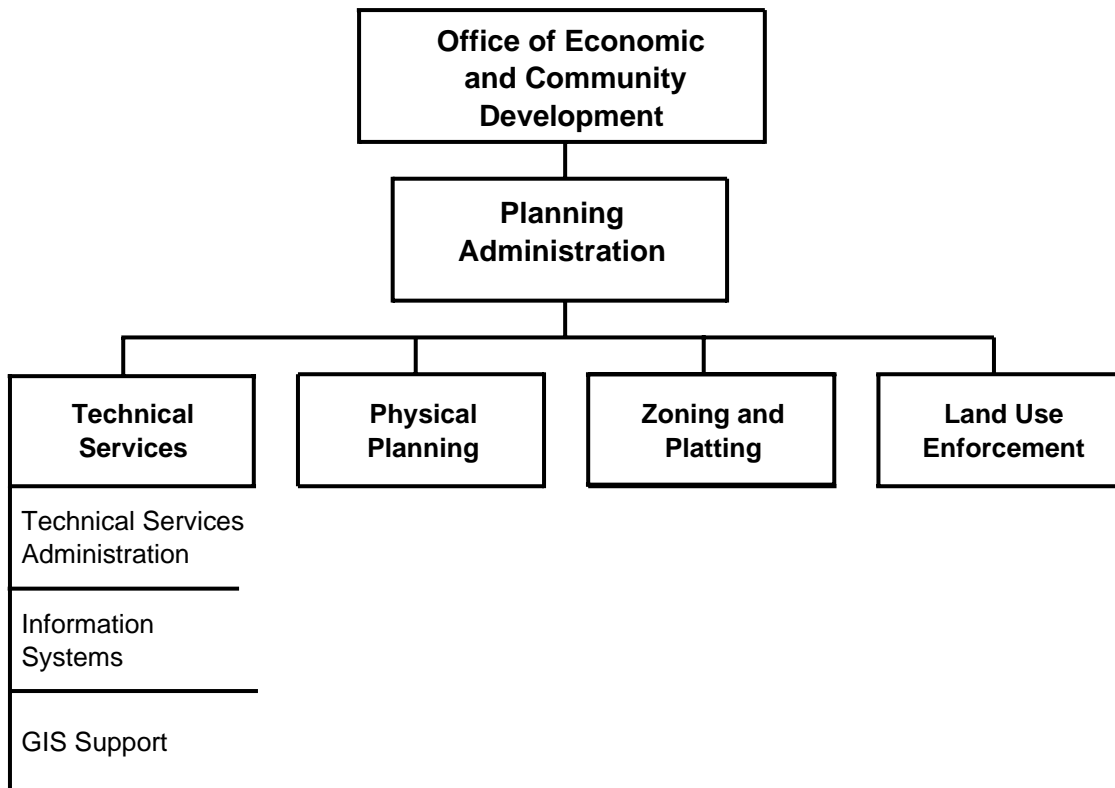 Office of Economic
and Community
Development
Planning
Administration
Technical
Services
Physical
Planning
Zoning and
Platting
Land Use
Enforcement
Technical Services
Administration
Information
Systems
GIS Support